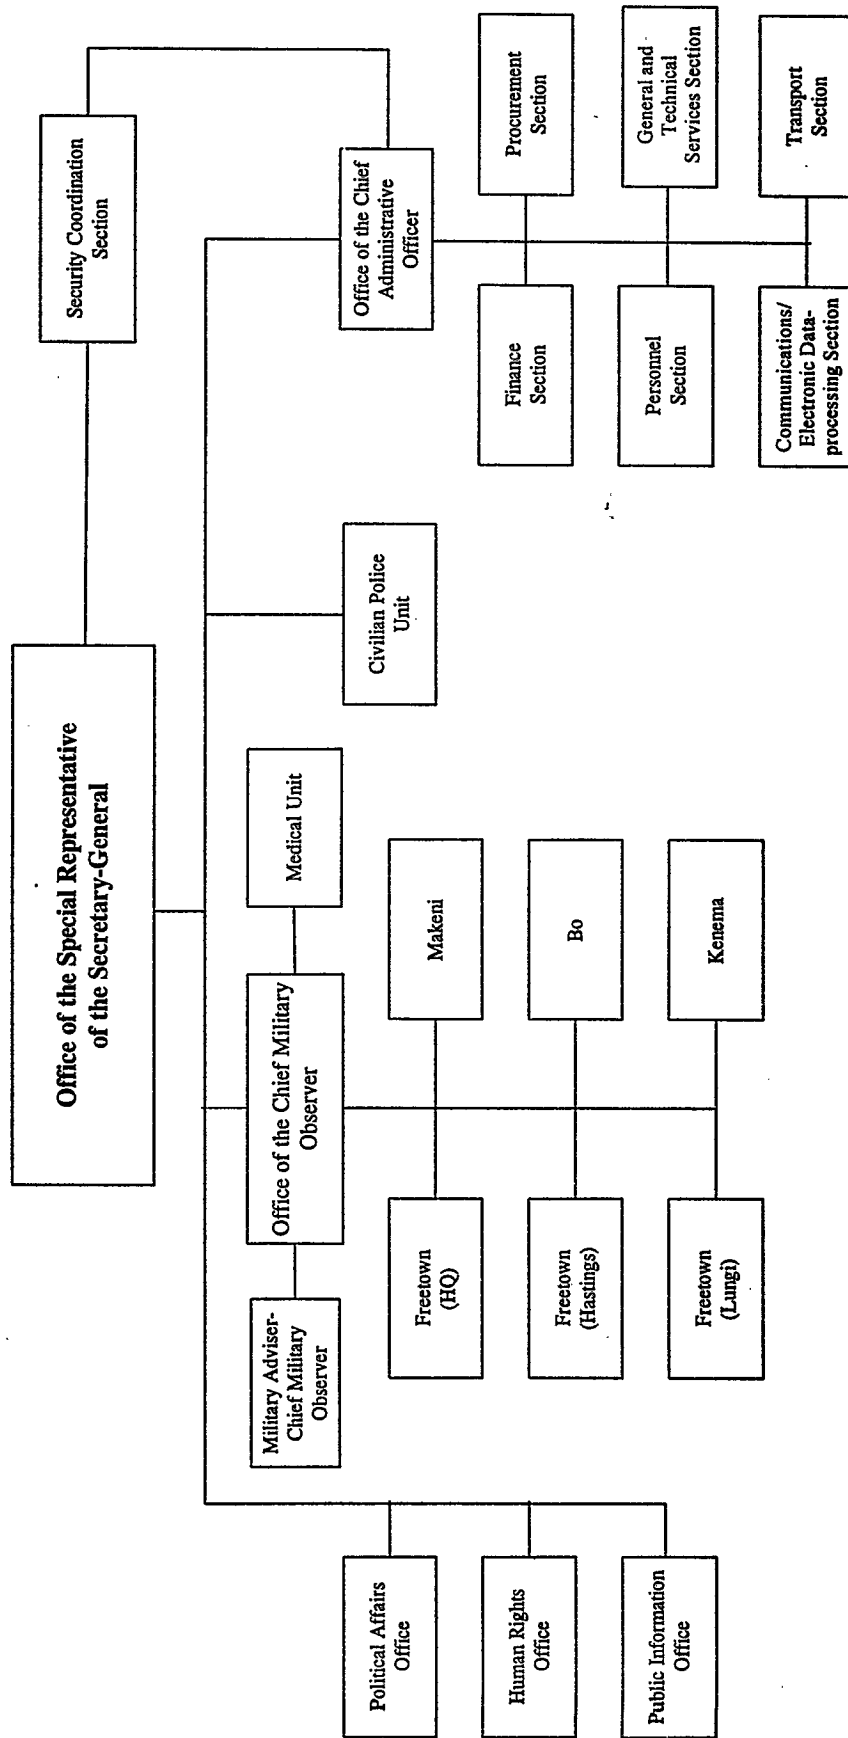 Office of the Special Representative
of the Secretary-General
Security Coordination
Section
Political Affairs
Office
Human Rights
Office
Public Information
Office
Military Adviser-
Chief Military
Observer
Office of the Chief Military
Observer
Medical Unit
Freetown
(HQ)
Makeni
Freetown
(Hastings)
Bo
Freetown
(Lungi)
Kenema
Civilian Police
Unit
Office of the Chief
Administrative
Officer
Finance
Section
Procurement
Section
Personnel
Section
General and
Technical
Services Section
Communications/
Electronic Data-
processing Section
Transport
Section